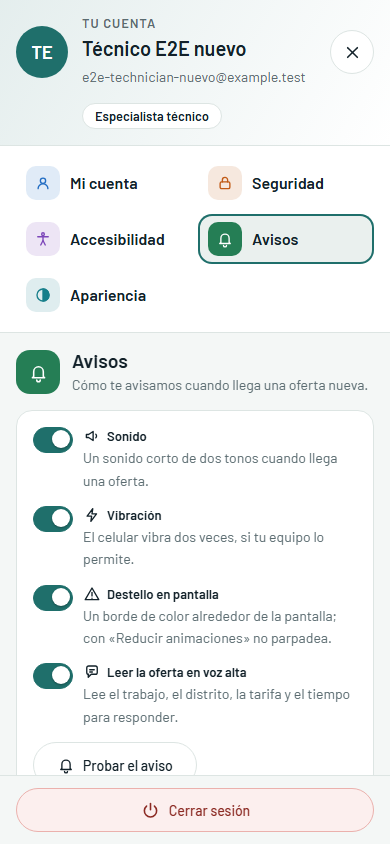 TE
TU CUENTA
Técnico E2E nuevo
e2e-technician-nuevo@example.test
Especialista técnico
Mi cuenta
Seguridad
Accesibilidad
Avisos
Apariencia
Avisos
Cómo te avisamos cuando llega una oferta nueva.
Sonido
Un sonido corto de dos tonos cuando llega
una oferta.
Vibración
El celular vibra dos veces, si tu equipo lo
permite.
Destello en pantalla
Un borde de color alrededor de la pantalla;
con «Reducir animaciones» no parpadea.
Leer la oferta en voz alta
Lee el trabajo, el distrito, la tarifa y el tiempo
para responder.
Probar el aviso
Cerrar sesión